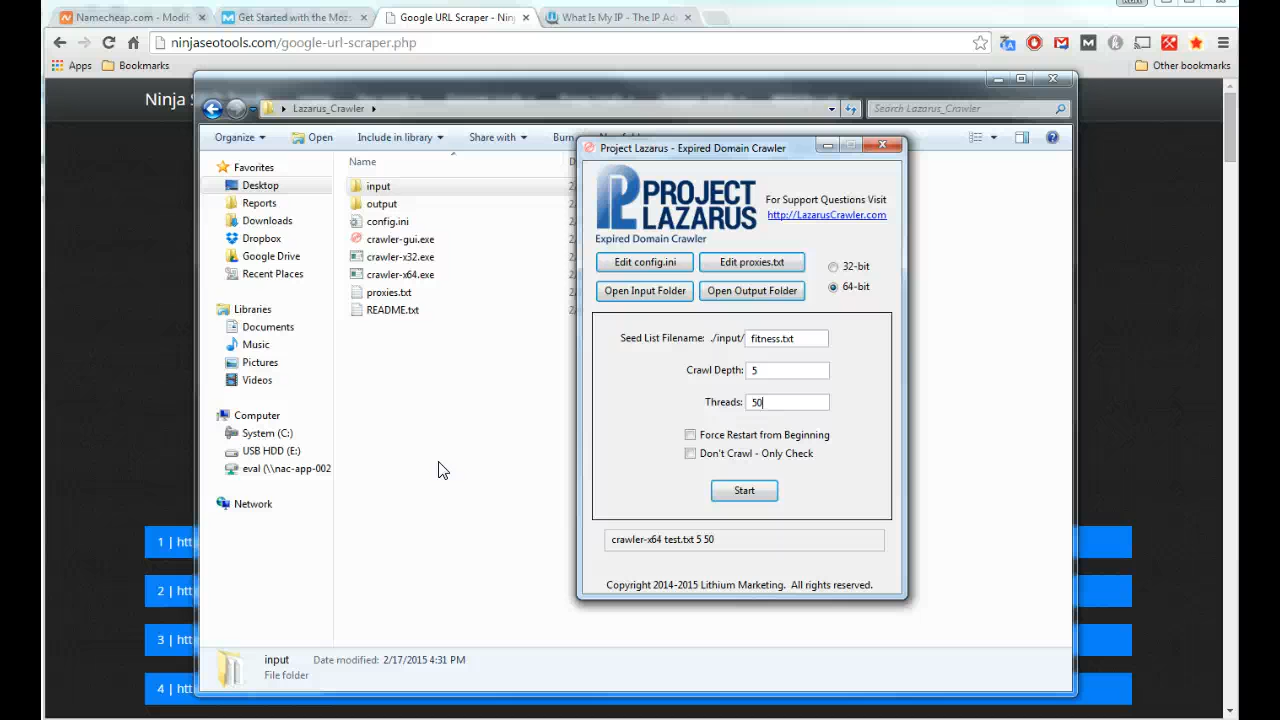 Namecheap.com - Modif
Get Started with the Moz
Google URL Scraper - Nin
What Is My IP - The IP Ad
ninjaseotools.com/google-url-scraper.php
Apps
Bookmarks
Other bookmarks
Ninja
Lazarus_Crawler
Search Lazarus_Crawler
Organize
Open
Include in library
Share with
Burn
Favorites
Desktop
Reports
Downloads
Dropbox
Google Drive
Recent Places
Libraries
Documents
Music
Pictures
Videos
Computer
System (C:)
USB HDD (E:)
eval (\\nac-app-002
Network
Name
input
output
config.ini
crawler-gui.exe
crawler-x32.exe
crawler-x64.exe
proxies.txt
README.txt
Project Lazarus - Expired Domain Crawler
PROJECT
LAZARUS
For Support Questions Visit
http://LazarusCrawler.com
Expired Domain Crawler
Edit config.ini
Edit proxies.txt
32-bit
Open Input Folder
Open Output Folder
64-bit
Seed List Filename: ./input/ fitness.txt
Crawl Depth: 5
Threads: 50
Force Restart from Beginning
Don't Crawl - Only Check
Start
crawler-x64 test.txt 5 50
Copyright 2014-2015 Lithium Marketing. All rights reserved.
1 | htt
2 | htt
3 | htt
4 | htt
input
Date modified: 2/17/2015 4:31 PM
File folder